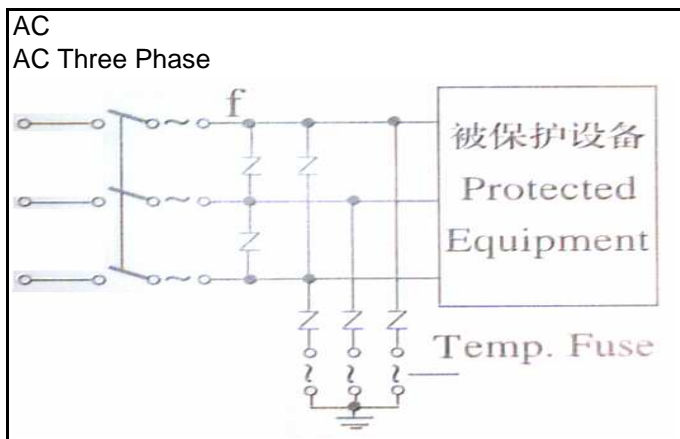 AC
AC Three Phase
f
被保护设备
Protected
Equipment
Temp. Fuse